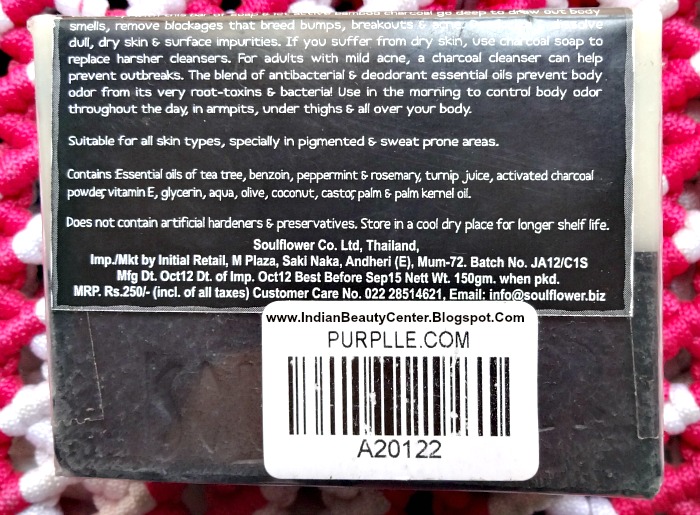 smells, remove blockages that breed bumps, breakouts &
dull, dry skin & surface impurities. If you suffer from dry skin, use charcoal soap to
replace harsher cleansers. For adults with mild acne, a charcoal cleanser can help
prevent outbreaks. The blend of antibacterial & deodorant essential oils prevent body
odor from its very root-toxins & bacteria! Use in the morning to control body odor
throughout the day, in armpits, under thighs & all over your body.
Suitable for all skin types, specially in pigmented & sweat prone areas.
Contains :Essential oils of tea tree, benzoin, peppermint & rosemary, turnip juice, activated charcoal
powder, vitamin E, glycerin, aqua, olive, coconut, castor, palm & palm kernel oil.
Does not contain artificial hardeners & preservatives. Store in a cool dry place for longer shelf life.
Soulflower Co. Ltd, Thailand,
Imp./Mkt by Initial Retail, M Plaza, Saki Naka, Andheri (E), Mum-72. Batch No. JA12/C1S
Mfg Dt. Oct12 Dt. of Imp. Oct12 Best Before Sep15 Nett Wt. 150gm. when pkd.
MRP. Rs.250/- (incl. of all taxes) Customer Care No. 022 28514621, Email: info@soulflower.biz
www.IndianBeautyCenter.Blogspot.Com
PURPLLE.COM
A20122